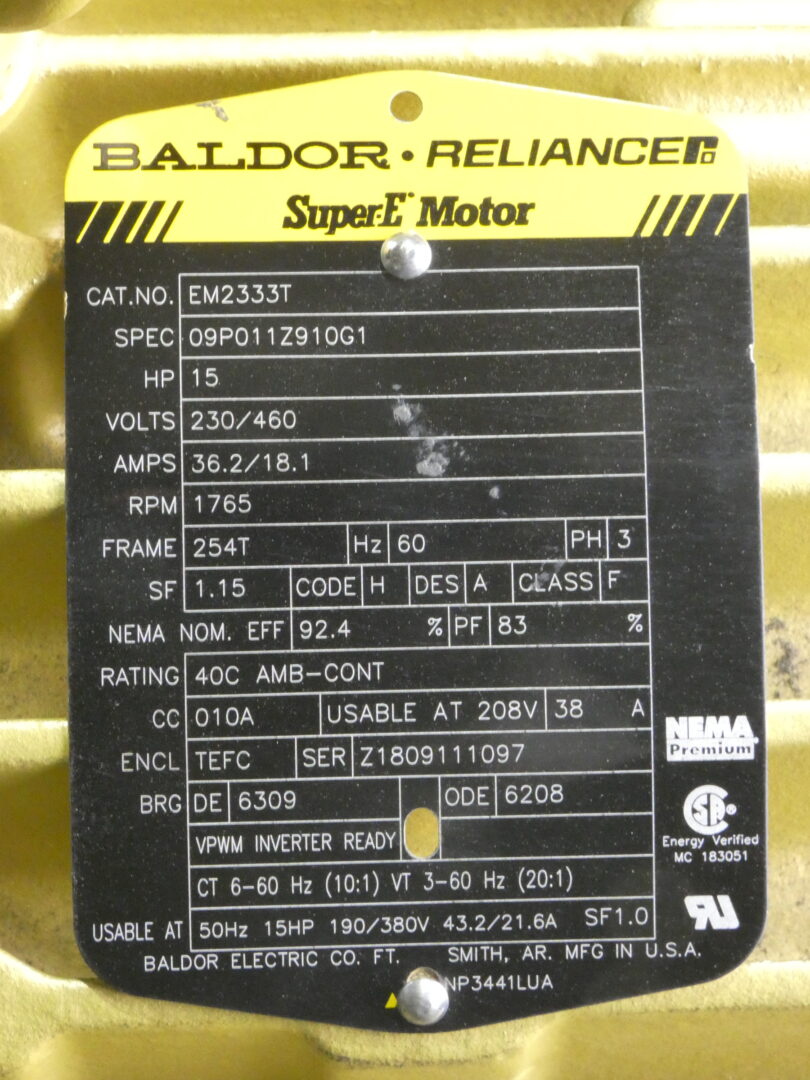 BALDOR • RELIANCE
Super-E Motor
CAT.NO. EM2333T
SPEC 09P011Z910G1
HP 15
VOLTS 230/460
AMPS 36.2/18.1
RPM 1765
FRAME 254T Hz 60 PH 3
SF 1.15 CODE H DES A CLASS F
NEMA NOM. EFF 92.4 % PF 83 %
RATING 40C AMB-CONT
CC 010A USABLE AT 208V 38 A
ENCL TEFC SER Z1809111097
BRG DE 6309 ODE 6208
VPWM INVERTER READY
CT 6-60 Hz (10:1) VT 3-60 Hz (20:1)
USABLE AT 50Hz 15HP 190/380V 43.2/21.6A SF1.0
NEMA
Premium
SA ®
Energy Verified
MC 183051
BALDOR ELECTRIC CO. FT. SMITH, AR. MFG IN U.S.A.
NP3441LUA